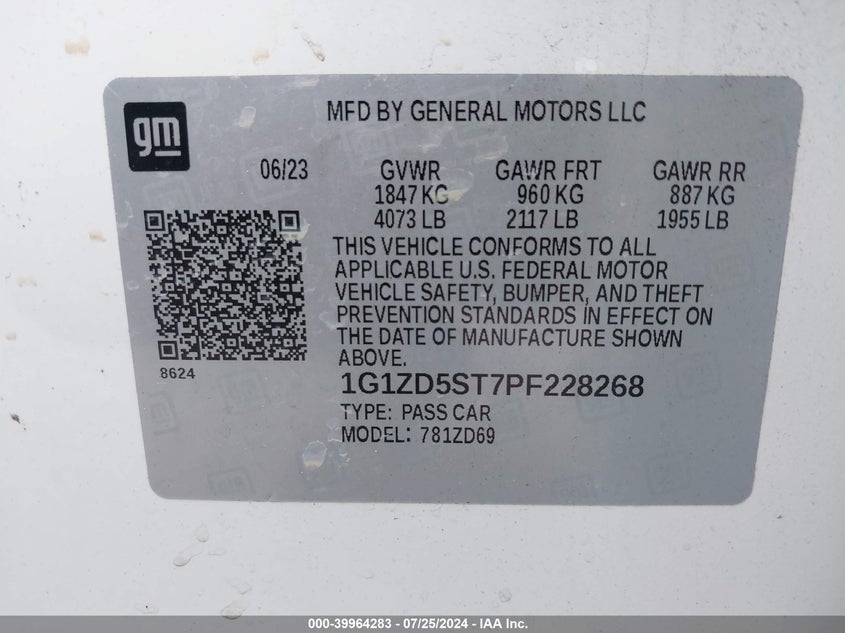 gm
MFD BY GENERAL MOTORS LLC
06/23 GVWR GAWR FRT GAWR RR
1847 KG 960 KG 887 KG
4073 LB 2117 LB 1955 LB
THIS VEHICLE CONFORMS TO ALL
APPLICABLE U.S. FEDERAL MOTOR
VEHICLE SAFETY, BUMPER, AND THEFT
PREVENTION STANDARDS IN EFFECT ON
THE DATE OF MANUFACTURE SHOWN
ABOVE.
8624
1G1ZD5ST7PF228268
TYPE: PASS CAR
MODEL: 781ZD69
000-39964283 - 07/25/2024 - IAA Inc.